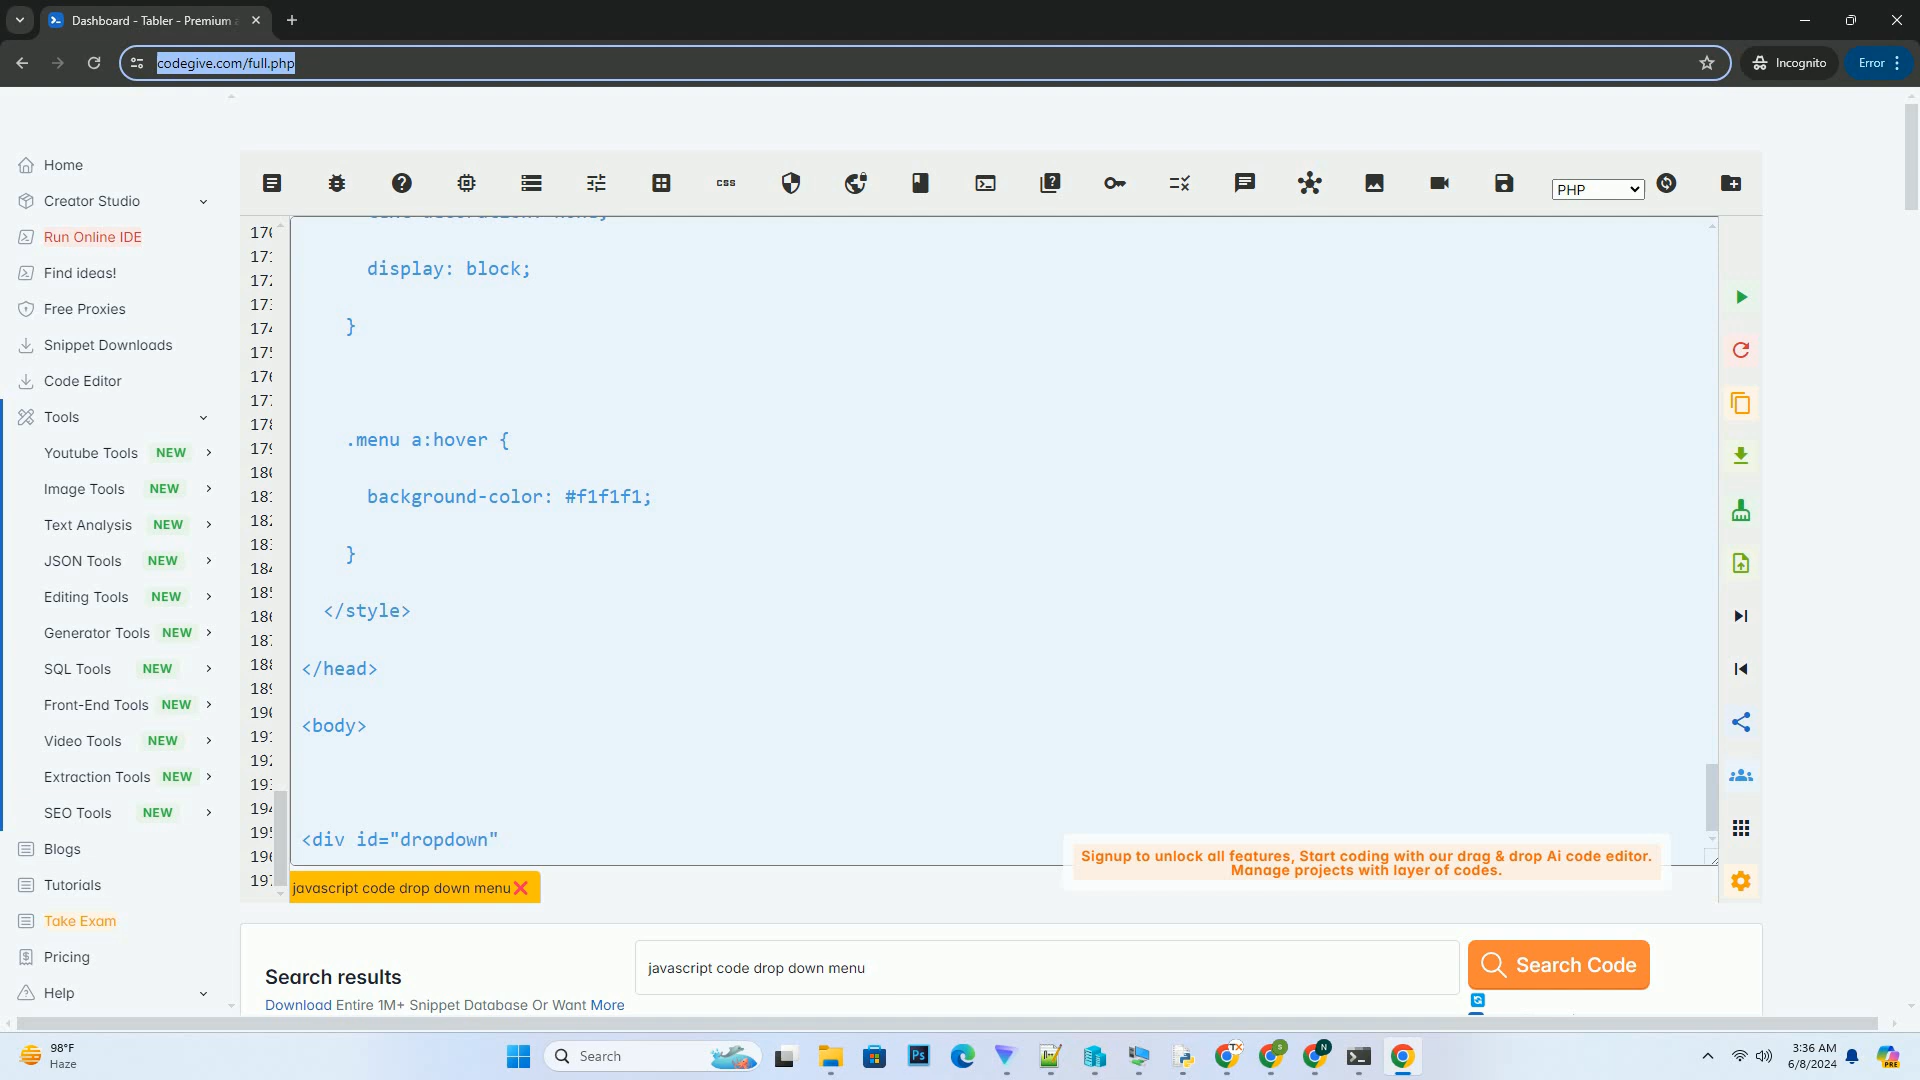 Dashboard - Tabler - Premium
codegive.com/full.php
Incognito
Error
Home
Creator Studio
Run Online IDE
Find ideas!
Free Proxies
Snippet Downloads
Code Editor
Tools
Youtube Tools NEW
Image Tools NEW
Text Analysis NEW
JSON Tools NEW
Editing Tools NEW
Generator Tools NEW
SQL Tools NEW
Front-End Tools NEW
Video Tools NEW
Extraction Tools NEW
SEO Tools NEW
Blogs
Tutorials
Take Exam
Pricing
Help
css
PHP
display: block;
}
.menu a:hover {
background-color: #f1f1f1;
}
</style>
</head>
<body>
<div id="dropdown"
Signup to unlock all features, Start coding with our drag & drop Ai code editor.
Manage projects with layer of codes.
javascript code drop down menu
Search results
javascript code drop down menu
Search Code
Download Entire 1M+ Snippet Database Or Want More
98°F
Haze
Search
3:36 AM
6/8/2024